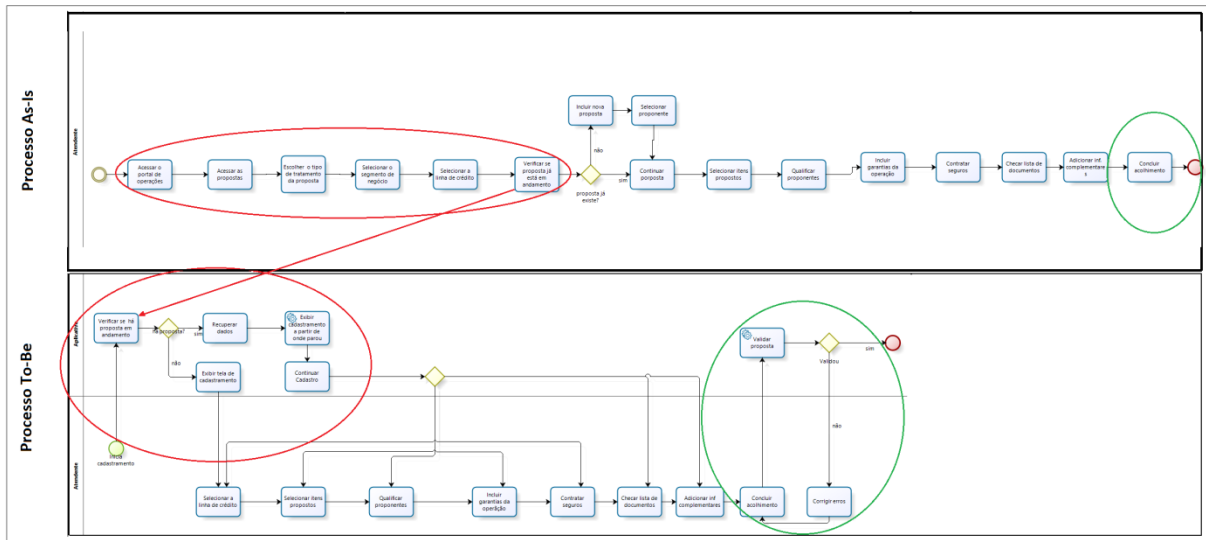 Processo As-Is
Atendente
Acessar o
portal de
operações
Acessar as
propostas
Escolher o tipo
de tratamento
da proposta
Selecionar o
segmento de
negócio
Selecionar a
linha de crédito
Verificar se
proposta já
está em
andamento
proposta já
existe?
não
sim
Incluir nova
proposta
Selecionar
proponente
Continuar
porposta
Selecionar itens
propostos
Qualificar
proponentes
Incluir
garantias da
operação
Contratar
seguros
Checar lista de
documentos
Adicionar inf.
complementare
s
Concluir
acolhimento
Processo To-Be
Aplicativo
Atendente
Verificar se há
proposta em
andamento
há proposta?
sim
não
Recuperar
dados
Exibir
cadastramento
a partir de
onde parou
Exibir tela de
cadastramento
Continuar
Cadastro
Inicia
cadastramento
Selecionar a
linha de crédito
Selecionar itens
propostos
Qualificar
proponentes
Incluir
garantias da
operação
Contratar
seguros
Checar lista de
documentos
Adicionar inf
complementares
Concluir
acolhimento
Validar
proposta
Validou
sim
não
Corrigir erros